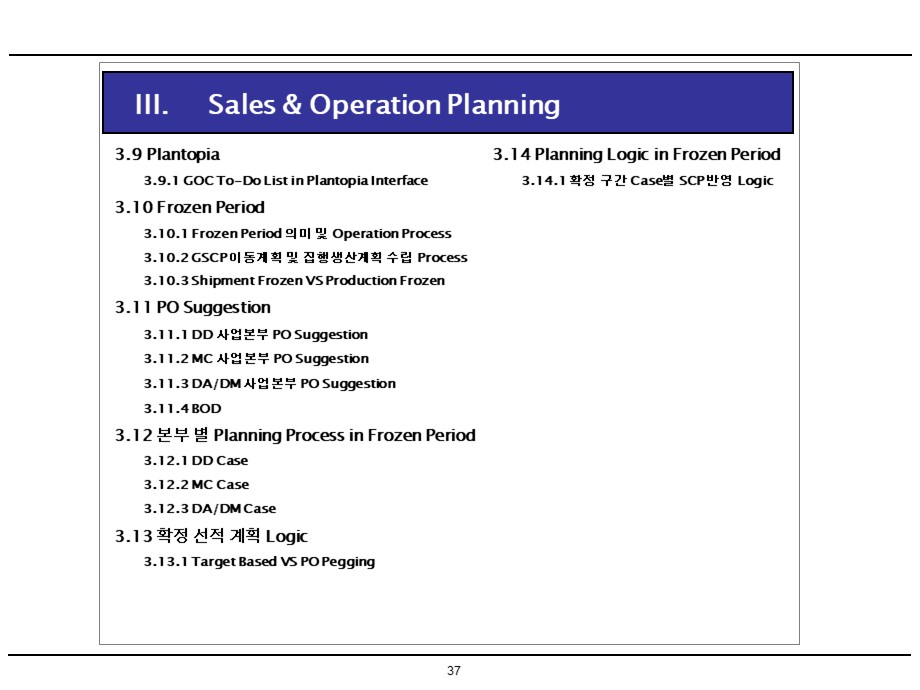 III. Sales & Operation Planning
3.9 Plantopia
3.9.1 GOC To-Do List in Plantopia Interface
3.10 Frozen Period
3.10.1 Frozen Period 의미 및 Operation Process
3.10.2 GSCP이동계획 및 집행생산계획 수립 Process
3.10.3 Shipment Frozen VS Production Frozen
3.11 PO Suggestion
3.11.1 DD 사업본부 PO Suggestion
3.11.2 MC 사업본부 PO Suggestion
3.11.3 DA/DM 사업본부 PO Suggestion
3.11.4 BOD
3.12 본부 별 Planning Process in Frozen Period
3.12.1 DD Case
3.12.2 MC Case
3.12.3 DA/DM Case
3.13 확정 선적 계획 Logic
3.13.1 Target Based VS PO Pegging
3.14 Planning Logic in Frozen Period
3.14.1 확정 구간 Case별 SCP반영 Logic
37